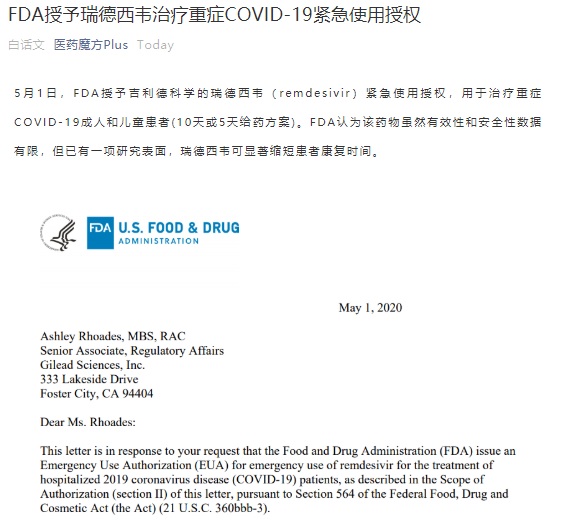 FDA授予瑞德西韦治疗重症COVID-19紧急使用授权
白话文 医药魔方Plus Today
5月1日，FDA授予吉利德科学的瑞德西韦（remdesivir）紧急使用授权，用于治疗重症
COVID-19成人和儿童患者(10天或5天给药方案)。FDA认为该药物虽然有效性和安全性数据
有限，但已有一项研究表面，瑞德西韦可显著缩短患者康复时间。
FDA U.S. FOOD & DRUG
ADMINISTRATION
May 1, 2020
Ashley Rhoades, MBS, RAC
Senior Associate, Regulatory Affairs
Gilead Sciences, Inc.
333 Lakeside Drive
Foster City, CA 94404
Dear Ms. Rhoades:
This letter is in response to your request that the Food and Drug Administration (FDA) issue an
Emergency Use Authorization (EUA) for emergency use of remdesivir for the treatment of
hospitalized 2019 coronavirus disease (COVID-19) patients, as described in the Scope of
Authorization (section II) of this letter, pursuant to Section 564 of the Federal Food, Drug and
Cosmetic Act (the Act) (21 U.S.C. 360bbb-3).